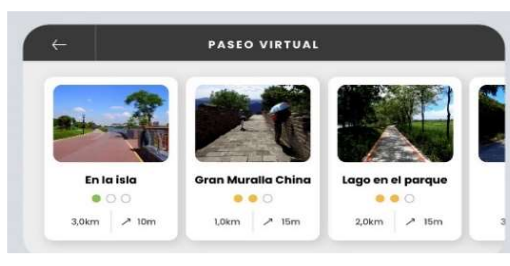 PASEO VIRTUAL
En la isla
3,0km 10m
Gran Muralla China
1,0km 15m
Lago en el parque
2,0km 15m
3